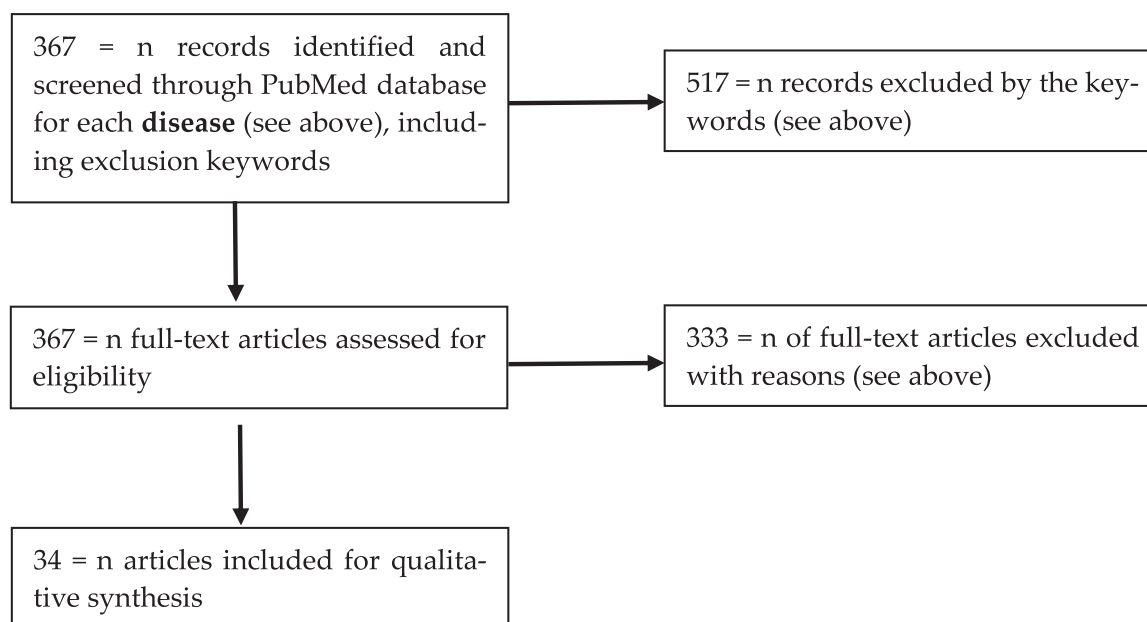 367 = n records identified and
screened through PubMed database
for each disease (see above), includ-
ing exclusion keywords
517 = n records excluded by the key-
words (see above)
367 = n full-text articles assessed for
eligibility
333 = n of full-text articles excluded
with reasons (see above)
34 = n articles included for qualita-
tive synthesis